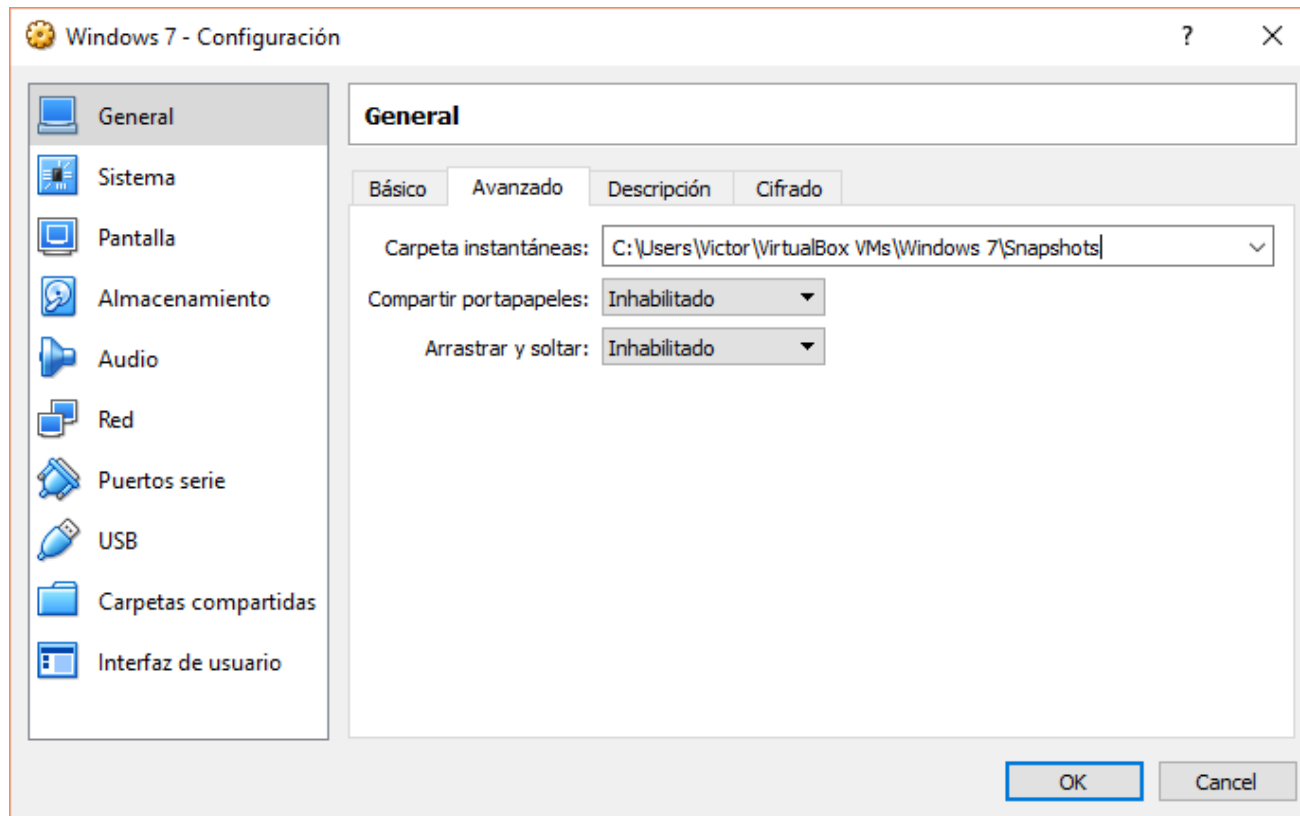 Windows 7 - Configuración
?
General
Sistema
Pantalla
Almacenamiento
Audio
Red
Puertos serie
USB
Carpetas compartidas
Interfaz de usuario
General
Básico Avanzado Descripción Cifrado
Carpeta instantáneas: C:\Users\Victor\VirtualBox VMs\Windows 7\Snapshots
Compartir portapapeles: Inhabilitado
Arrastrar y soltar: Inhabilitado
OK Cancel